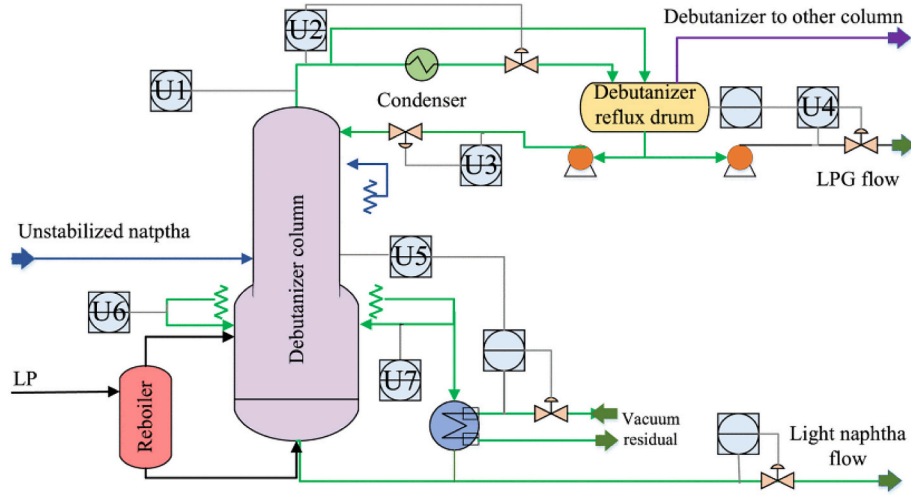 U2
Debutanizer to other column
U1
Condenser
Debutanizer
reflux drum
U4
U3
LPG flow
Unstabilized natptha
Debutanizer column
U5
U6
U7
LP
Reboiler
Vacuum
residual
Light naphtha
flow